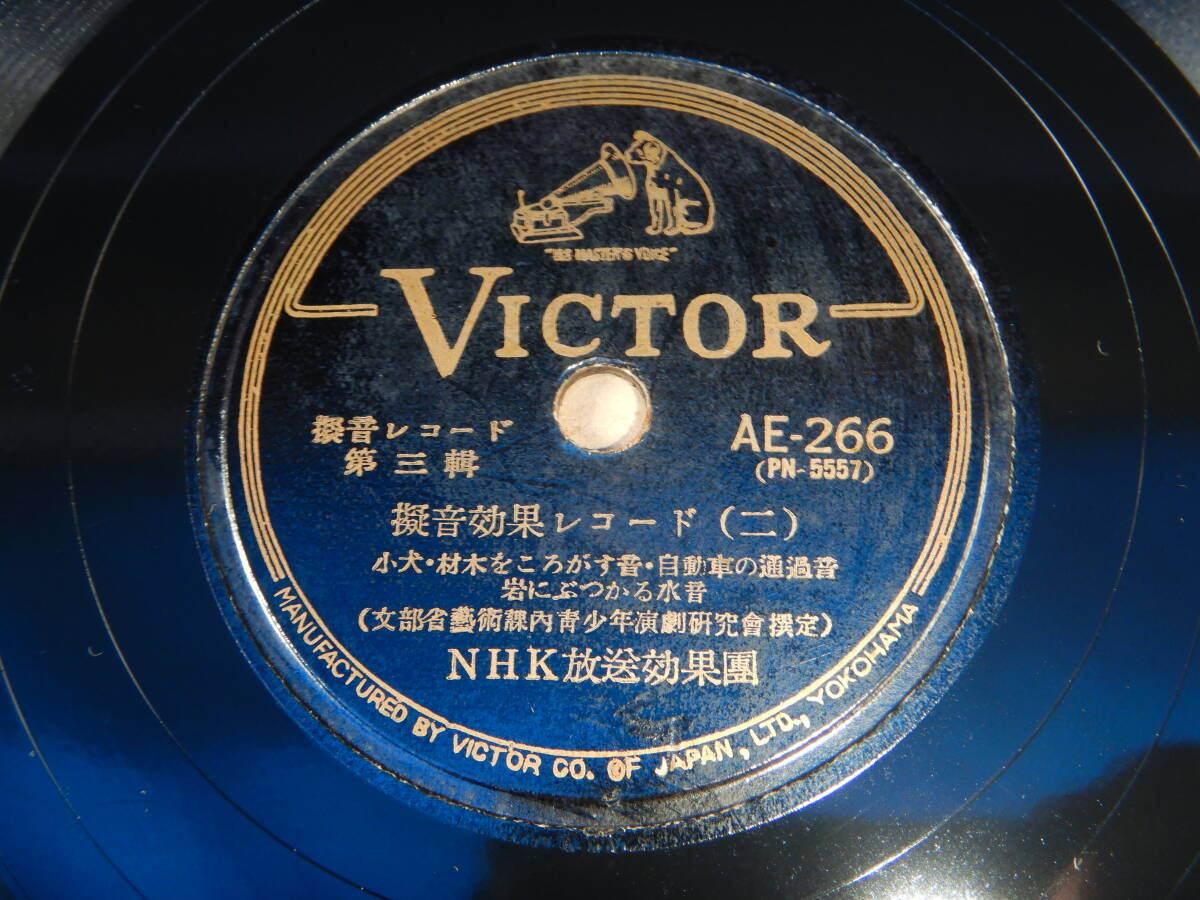 "HIS MASTER'S VOICE"
VICTOR
擬音レコード
第三輯
AE-266
(PN-5557)
擬音効果レコード(二)
小犬・材木をころがす音・自動車の通過音
岩にぶつかる水音
(文部省藝術課內靑少年演劇硏究會撰定)
NHK放送効果團
MANUFACTURED BY VICTOR CO. OF JAPAN, LTD., YOKOHAMA